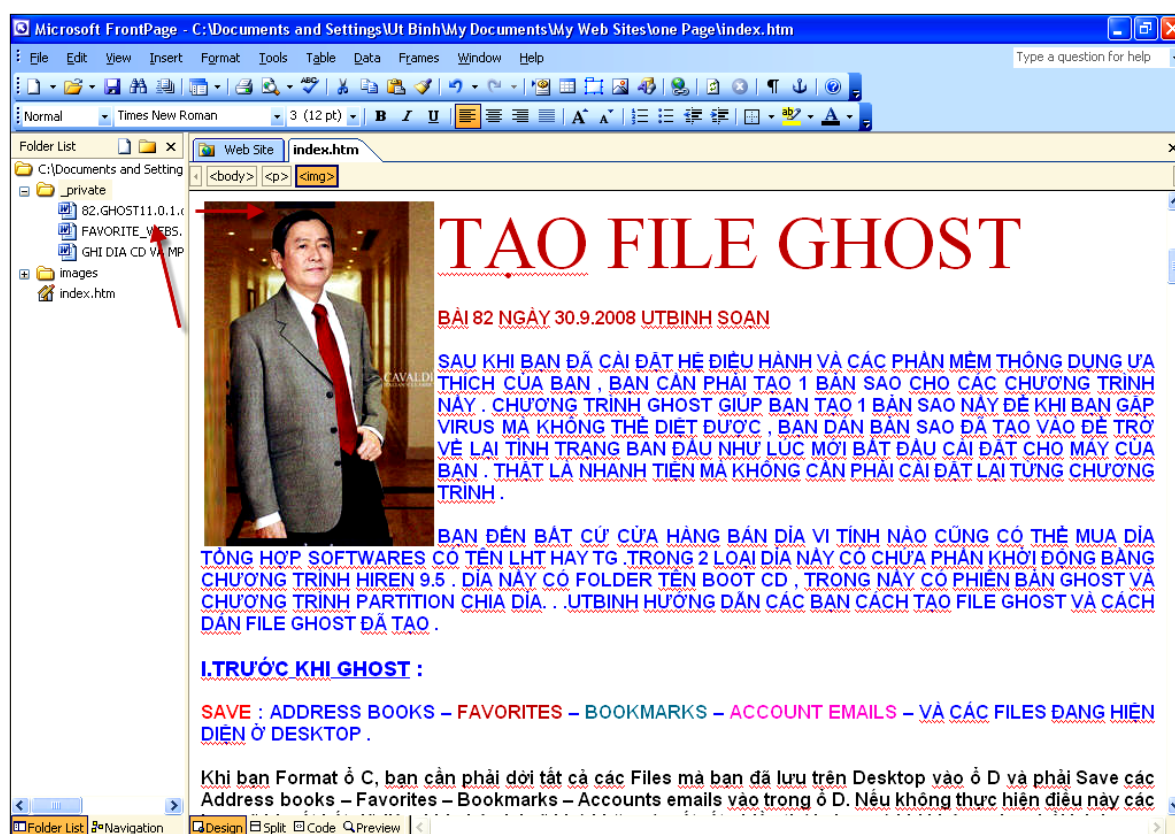 Microsoft FrontPage - C:\Documents and Settings\Ut Binh\My Documents\My Web Sites\one Page\index.htm
File Edit View Insert Format Tools Table Data Frames Window Help
Type a question for help
Normal Times New Roman 3 (12 pt) B I U
Folder List
Web Site index.htm
C:\Documents and Setting
<body> <p> <img>
_private
82.GHOST11.0.1.
FAVORITE_WEBS.
GHI DIA CD VA MP
images
index.htm
CAVALDI
TẠO FILE GHOST
BÀI 82 NGÀY 30.9.2008 UTBINH SOẠN
SAU KHI BẠN ĐÃ CÀI ĐẶT HỆ ĐIỀU HÀNH VÀ CÁC PHẦN MỀM THÔNG DỤNG ƯA
THÍCH CỦA BẠN , BẠN CẦN PHẢI TẠO 1 BẢN SAO CHO CÁC CHƯƠNG TRÌNH
NẦY . CHƯƠNG TRÌNH GHOST GIÚP BẠN TẠO 1 BẢN SAO NẦY ĐỂ KHI BẠN GẶP
VIRUS MÀ KHÔNG THỂ DIỆT ĐƯỢC , BẠN DÁN BẢN SAO ĐÃ TẠO VÀO ĐỂ TRỞ
VỀ LẠI TÌNH TRẠNG BAN ĐẦU NHƯ LÚC MỚI BẮT ĐẦU CÀI ĐẶT CHO MÁY CỦA
BẠN . THẬT LÀ NHANH TIỆN MÀ KHÔNG CẦN PHẢI CÀI ĐẶT LẠI TỪNG CHƯƠNG
TRÌNH .
BẠN ĐẾN BẤT CỨ CỬA HÀNG BÁN DĨA VI TÍNH NÀO CŨNG CÓ THỂ MUA DĨA
TỔNG HỢP SOFTWARES CÓ TÊN LHT HAY TG .TRONG 2 LOẠI DĨA NẦY CÓ CHỨA PHẦN KHỞI ĐỘNG BẰNG
CHƯƠNG TRÌNH HIREN 9.5 . DĨA NẦY CÓ FOLDER TÊN BOOT CD , TRONG NẦY CÓ PHIÊN BẢN GHOST VÀ
CHƯƠNG TRÌNH PARTITION CHIA DĨA. . .UTBINH HƯỚNG DẪN CÁC BẠN CÁCH TẠO FILE GHOST VÀ CÁCH
DÁN FILE GHOST ĐÃ TẠO .
I.TRƯỚC KHI GHOST :
SAVE : ADDRESS BOOKS – FAVORITES – BOOKMARKS – ACCOUNT EMAILS – VÀ CÁC FILES ĐANG HIỆN
DIỆN Ở DESKTOP .
Khi bạn Format ổ C, bạn cần phải dời tất cả các Files mà bạn đã lưu trên Desktop vào ổ D và phải Save các
Address books – Favorites – Bookmarks – Accounts emails vào trong ổ D. Nếu không thực hiện điều này các
Folder List Navigation Design Split Code Preview